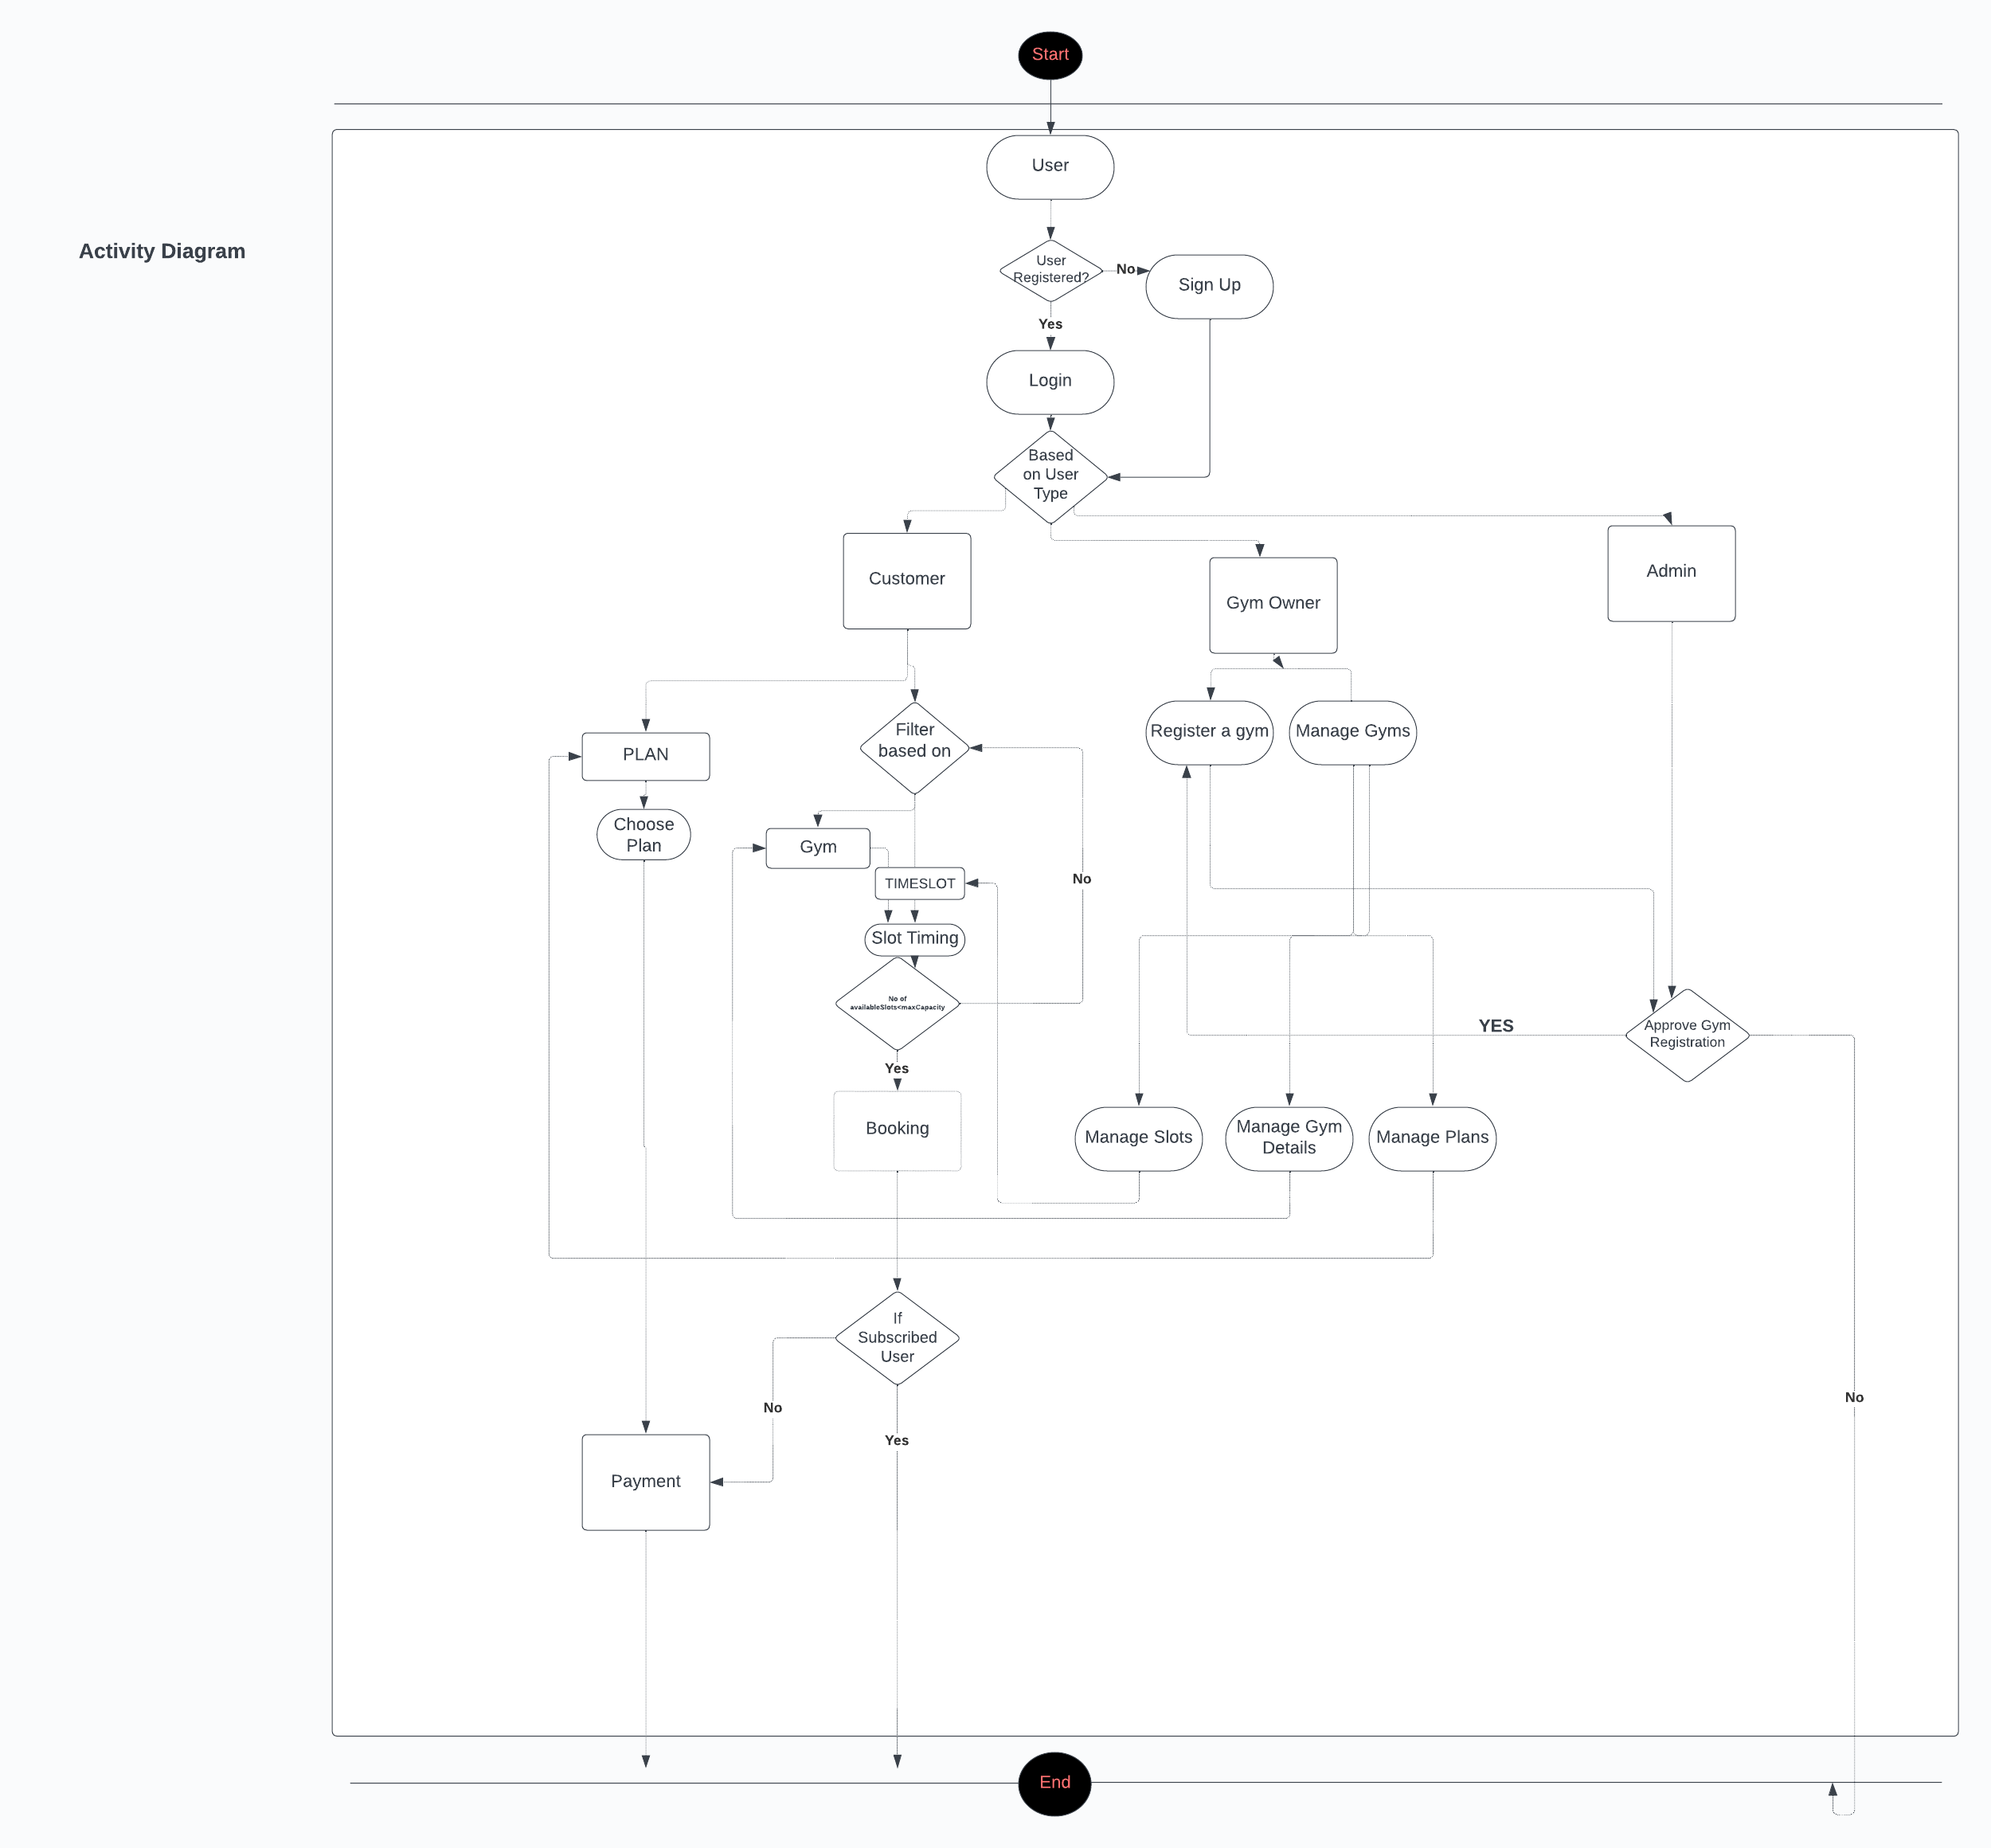 Start
User
Activity Diagram
User
Registered?
No
Sign Up
Yes
Login
Based
on User
Type
Customer
Gym Owner
Admin
Filter
based on
Register a gym
Manage Gyms
PLAN
Choose
Plan
Gym
TIMESLOT
No
Slot Timing
No of
availableSlots<maxCapacity
YES
Approve Gym
Registration
Yes
Booking
Manage Slots
Manage Gym
Details
Manage Plans
If
Subscribed
User
No
No
Yes
Payment
End